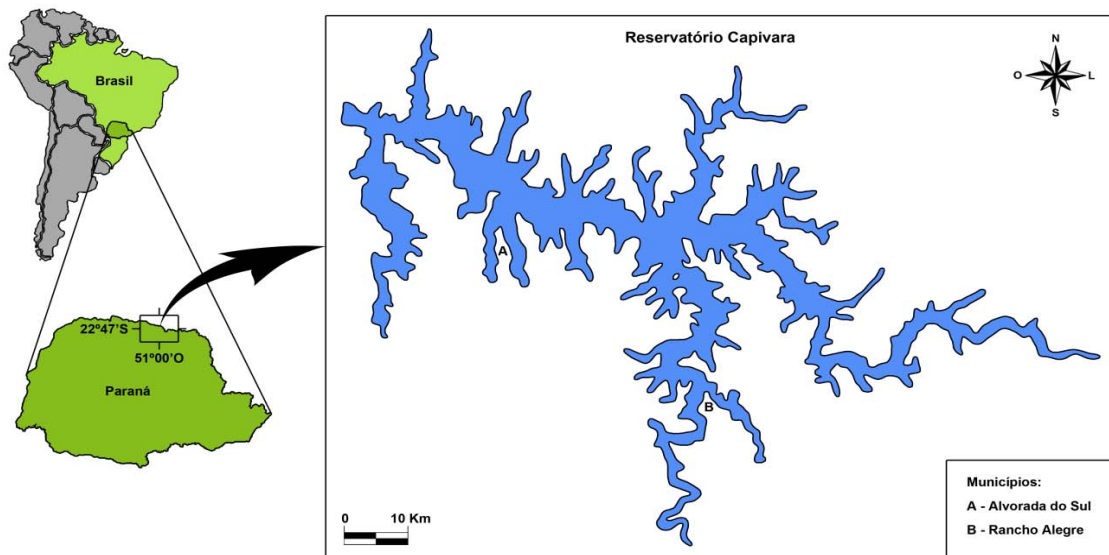 Reservatório Capivara
Brasil
N
O
L
S
A
22º47'S
51º00'O
Paraná
B
0 10 Km
Municípios:
A - Alvorada do Sul
B - Rancho Alegre